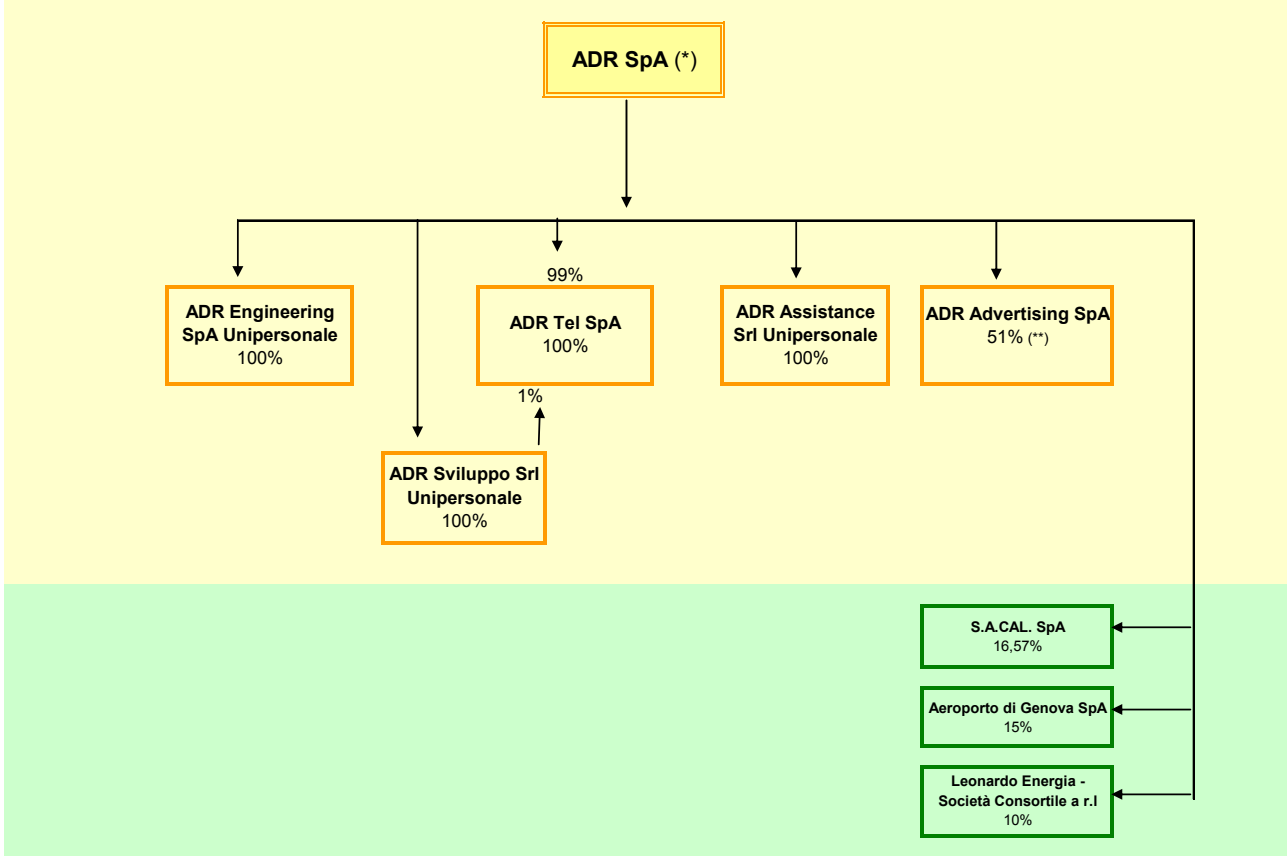 ADR SpA (*)
99%
ADR Engineering
SpA Unipersonale
100%
ADR Tel SpA
100%
ADR Assistance
Srl Unipersonale
100%
ADR Advertising SpA
51% (**)
1%
ADR Sviluppo Srl
Unipersonale
100%
S.A.CAL. SpA
16,57%
Aeroporto di Genova SpA
15%
Leonardo Energia -
Società Consortile a r.l
10%